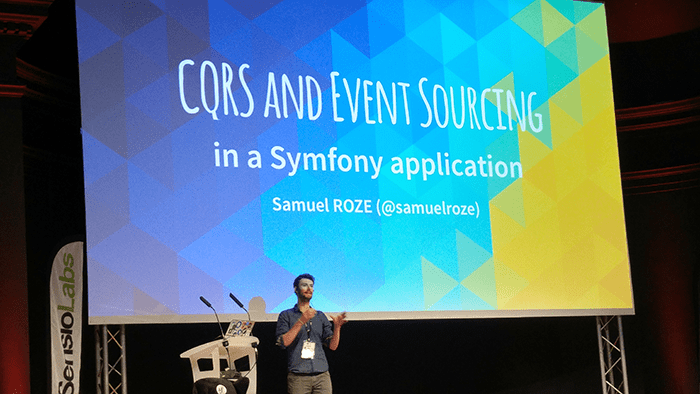 CQRS AND EVENT SOURCING
in a Symfony application
Samuel ROZE (@samuelroze)
SensioLabs